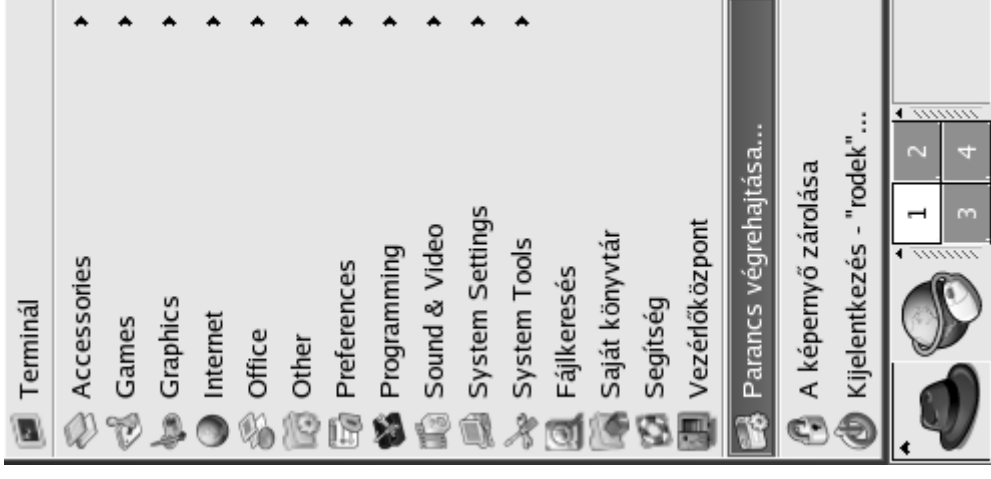 Terminál
Accessories
Games
Graphics
Internet
Office
Other
Preferences
Programming
Sound & Video
System Settings
System Tools
Fájlkeresés
Saját könyvtár
Segítség
Vezérlőközpont
Parancs végrehajtása...
A képernyő zárolása
Kijelentkezés - "rodek"...
1 2
3 4